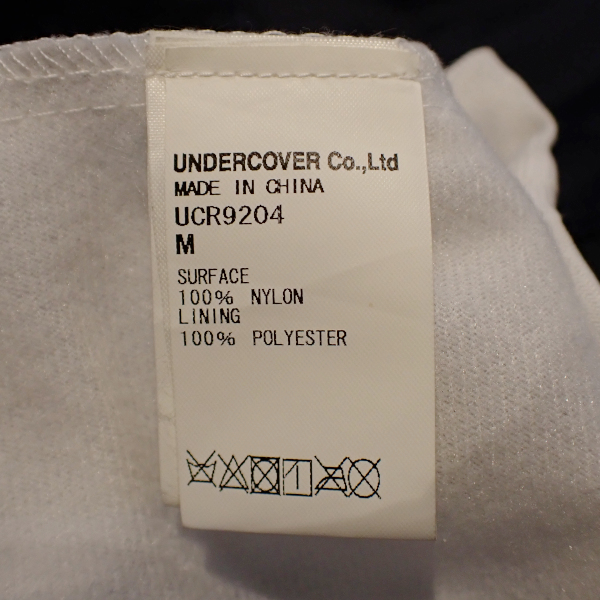 UNDERCOVER Co.,Ltd
MADE IN CHINA
UCR9204
M
SURFACE
100% NYLON
LINING
100% POLYESTER